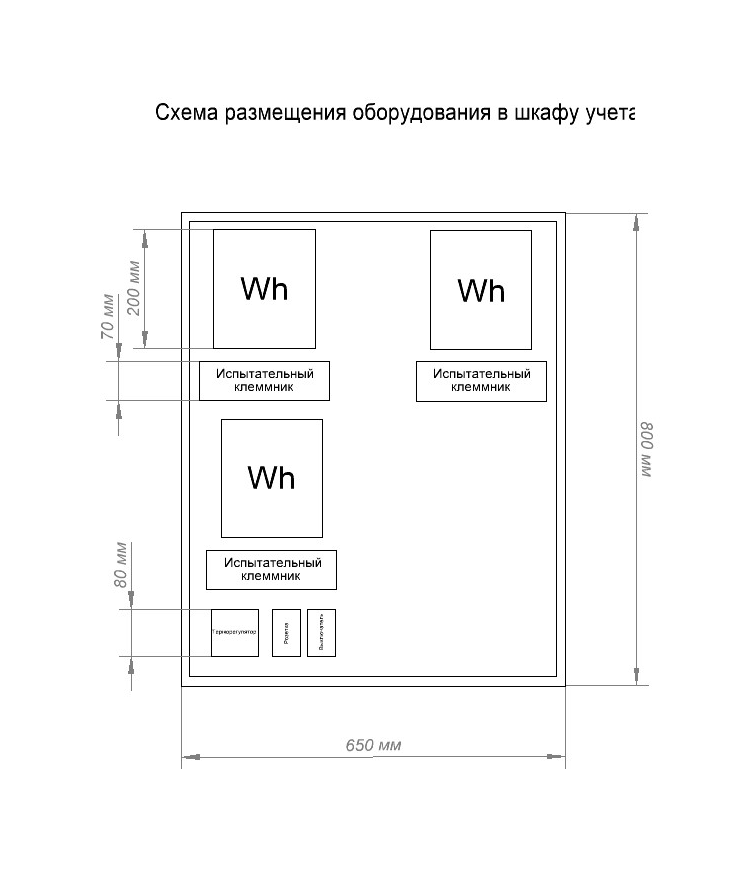 Схема размещения оборудования в шкафу учета
Wh
Wh
200 мм
70 мм
Испытательный
клеммник
Испытательный
клеммник
Wh
800 мм
Испытательный
клеммник
80 мм
Терморегулятор
Розетка
Выключатель
650 мм